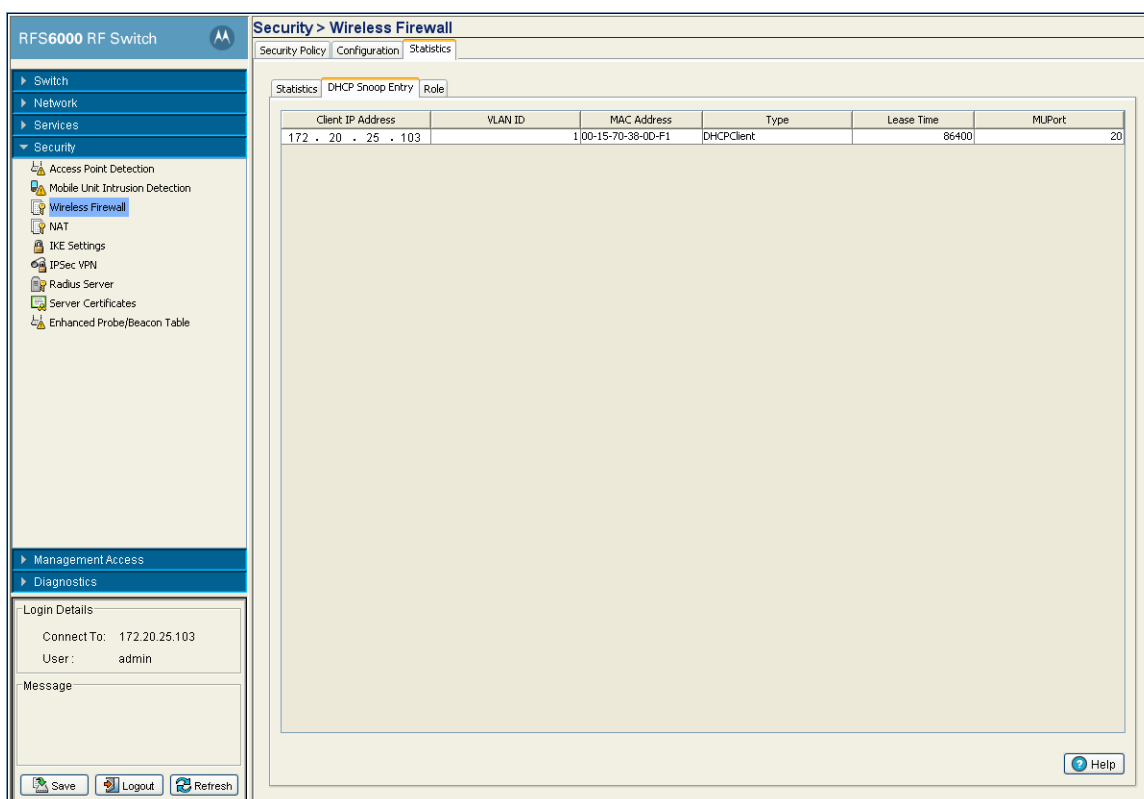 RFS6000 RF Switch
Switch
Network
Services
Security
Access Point Detection
Mobile Unit Intrusion Detection
Wireless Firewall
NAT
IKE Settings
IPSec VPN
Radius Server
Server Certificates
Enhanced Probe/Beacon Table
Management Access
Diagnostics
Login Details
Connect To: 172.20.25.103
User : admin
Message
Save Logout Refresh
Security > Wireless Firewall
Security Policy Configuration Statistics
Statistics DHCP Snoop Entry Role
Client IP Address VLAN ID MAC Address Type Lease Time MUPort
172 . 20 . 25 . 103 1 00-15-70-38-0D-F1 DHCPClient 86400 20
Help